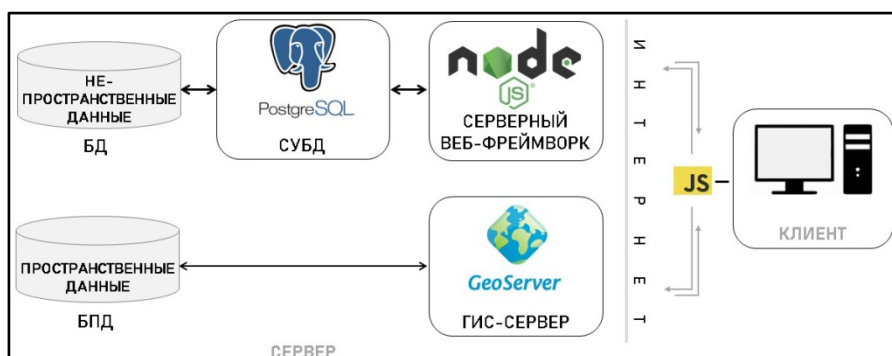 НЕ-
ПРОСТРАНСТВЕННЫЕ
ДАННЫЕ
БД
PostgreSQL
СУБД
node
JS
СЕРВЕРНЫЙ
ВЕБ-ФРЕЙМВОРК
ИНТЕРНЕТ
JS
КЛИЕНТ
ПРОСТРАНСТВЕННЫЕ
ДАННЫЕ
БПД
GeoServer
ГИС-СЕРВЕР
СЕРВЕР